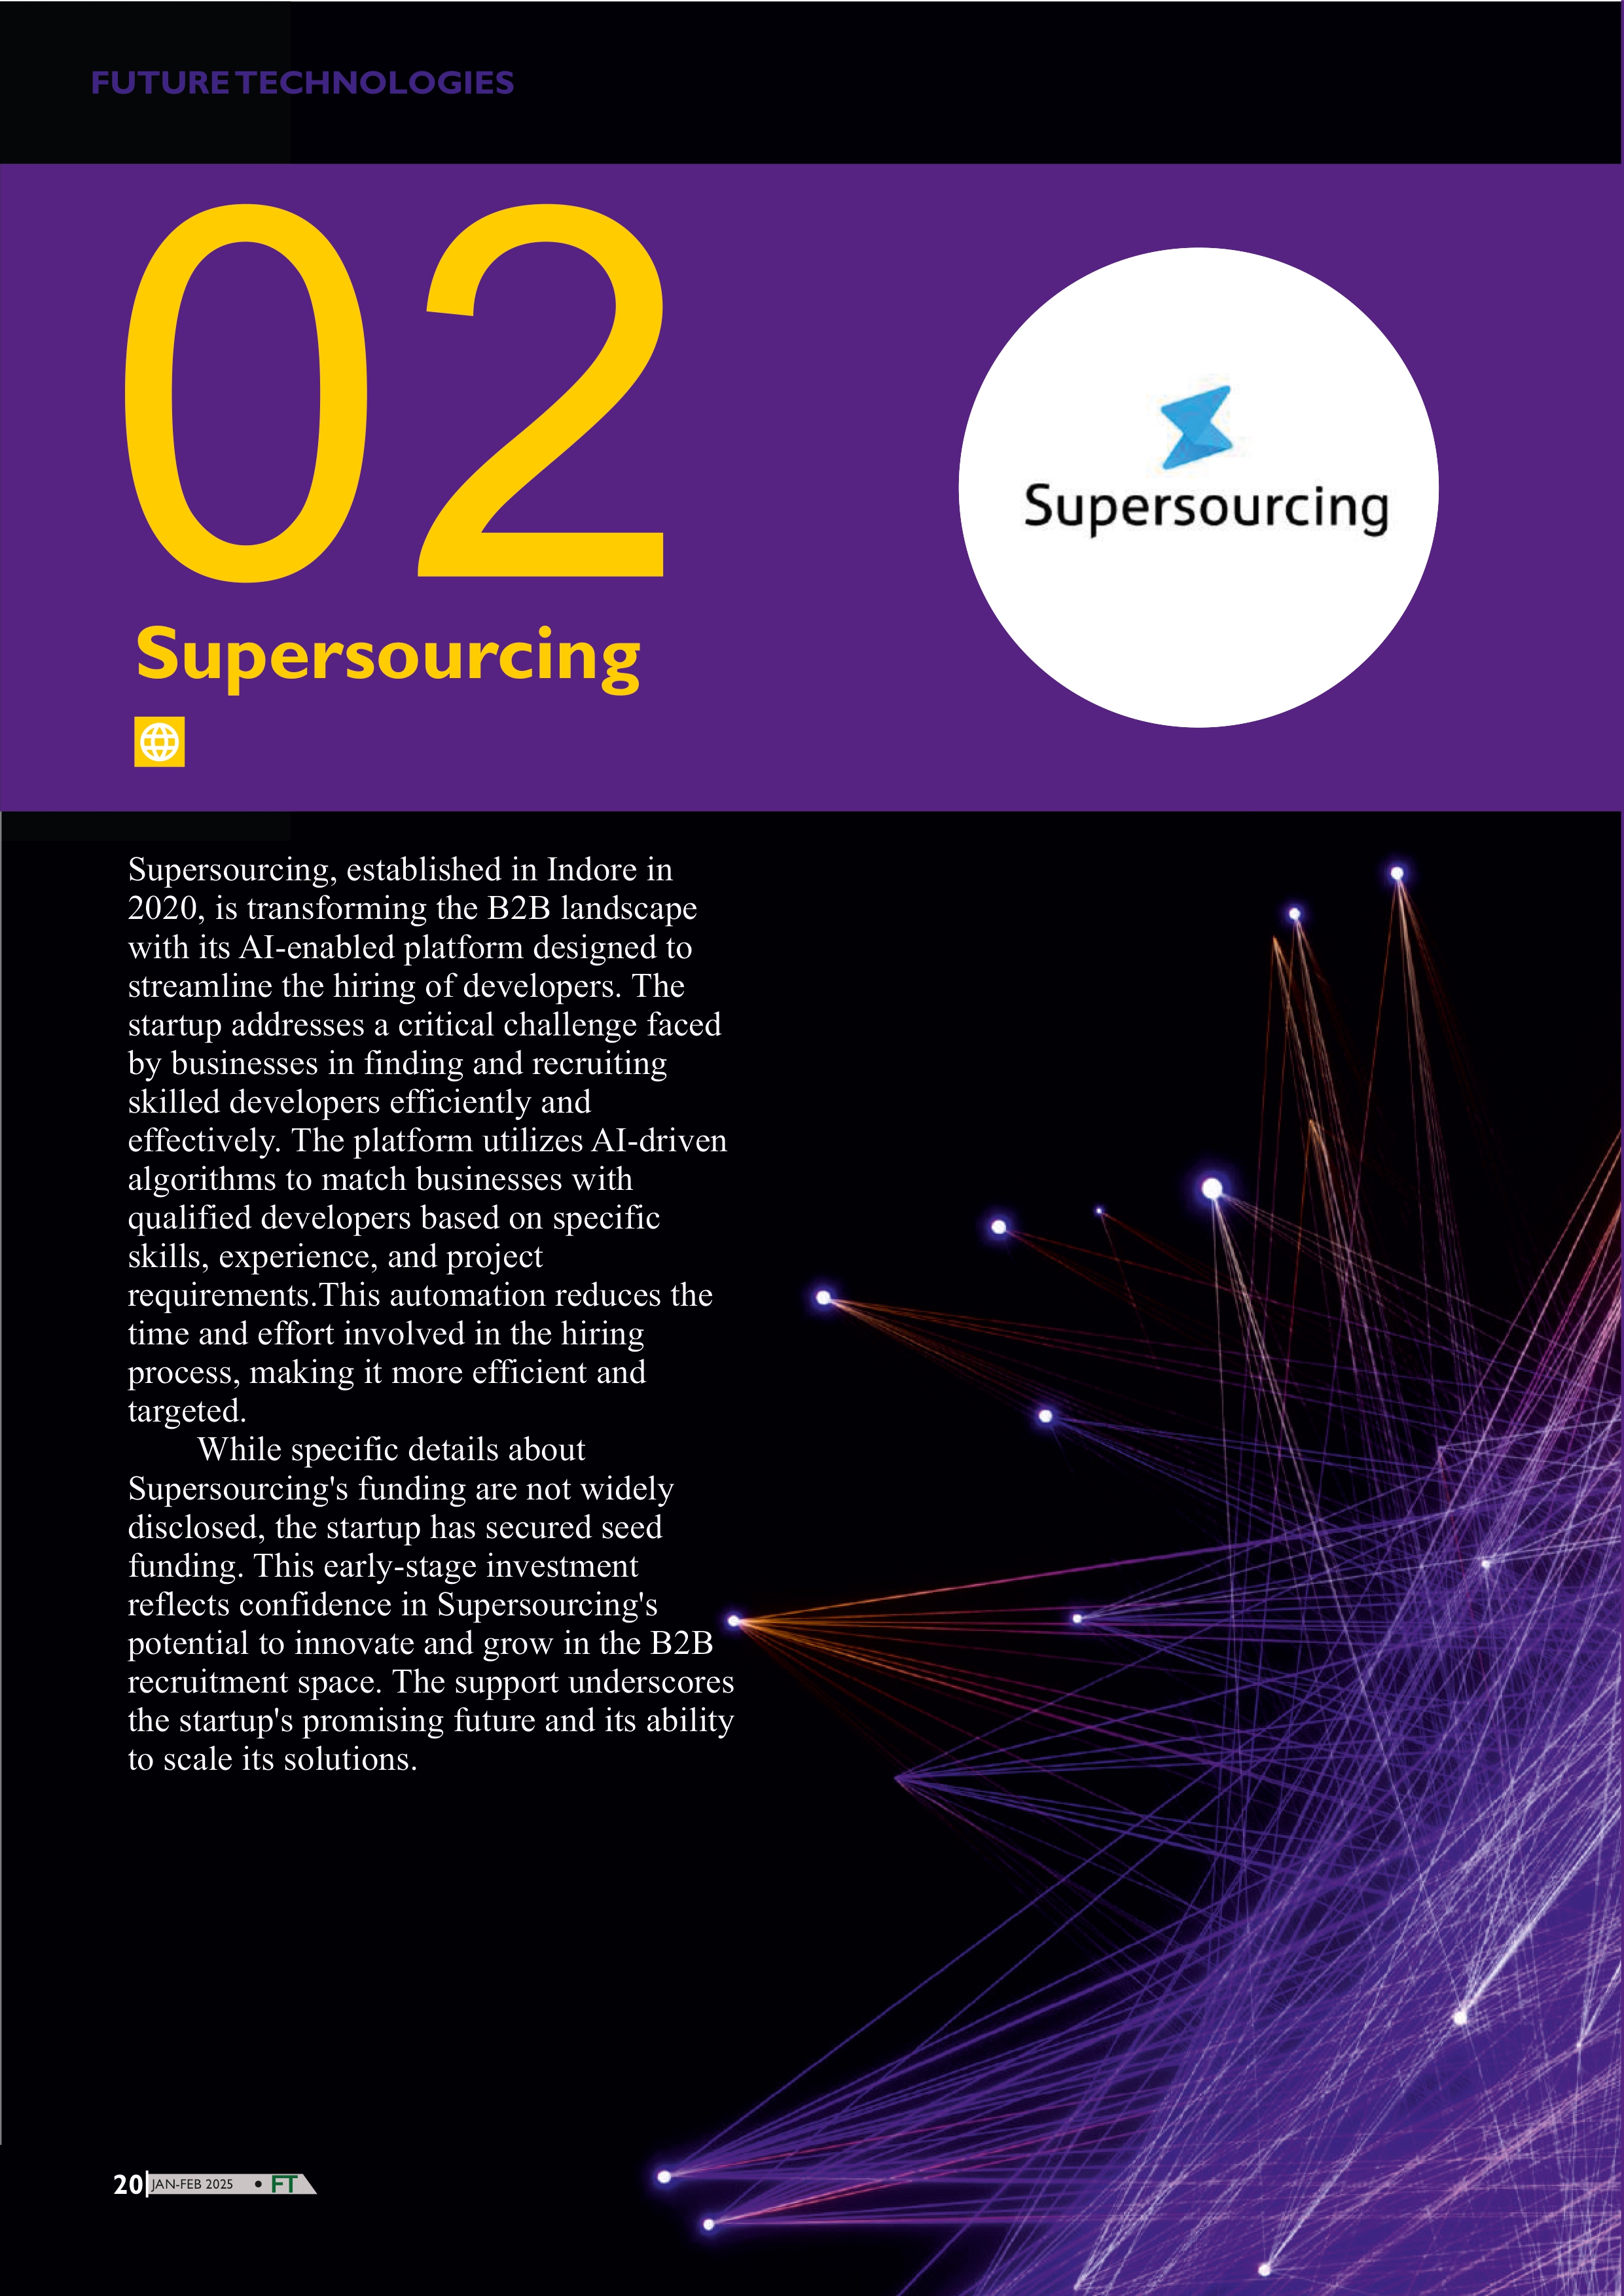 FUTURE TECHNOLOGIES
02
Supersourcing
Supersourcing
Supersourcing, established in Indore in
2020, is transforming the B2B landscape
with its AI-enabled platform designed to
streamline the hiring of developers. The
startup addresses a critical challenge faced
by businesses in finding and recruiting
skilled developers efficiently and
effectively. The platform utilizes AI-driven
algorithms to match businesses with
qualified developers based on specific
skills, experience, and project
requirements.This automation reduces the
time and effort involved in the hiring
process, making it more efficient and
targeted.
While specific details about
Supersourcing's funding are not widely
disclosed, the startup has secured seed
funding. This early-stage investment
reflects confidence in Supersourcing's
potential to innovate and grow in the B2B
recruitment space. The support underscores
the startup's promising future and its ability
to scale its solutions.
20 JAN-FEB 2025 • FT